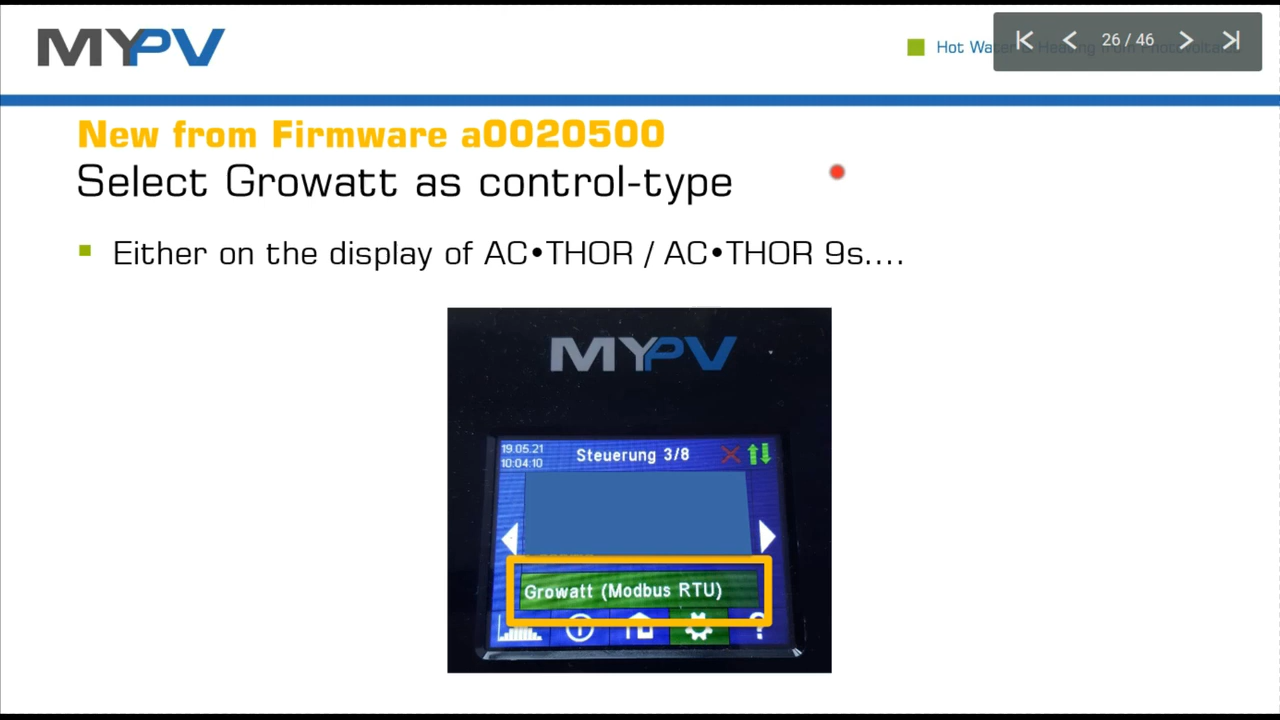 MYPV
Hot Wa
26 / 46
New from Firmware a0020500
Select Growatt as control-type
Either on the display of AC•THOR / AC•THOR 9s....
MYPV
19.05.21
10:04:10
Steuerung 3/8
Growatt (Modbus RTU)
?